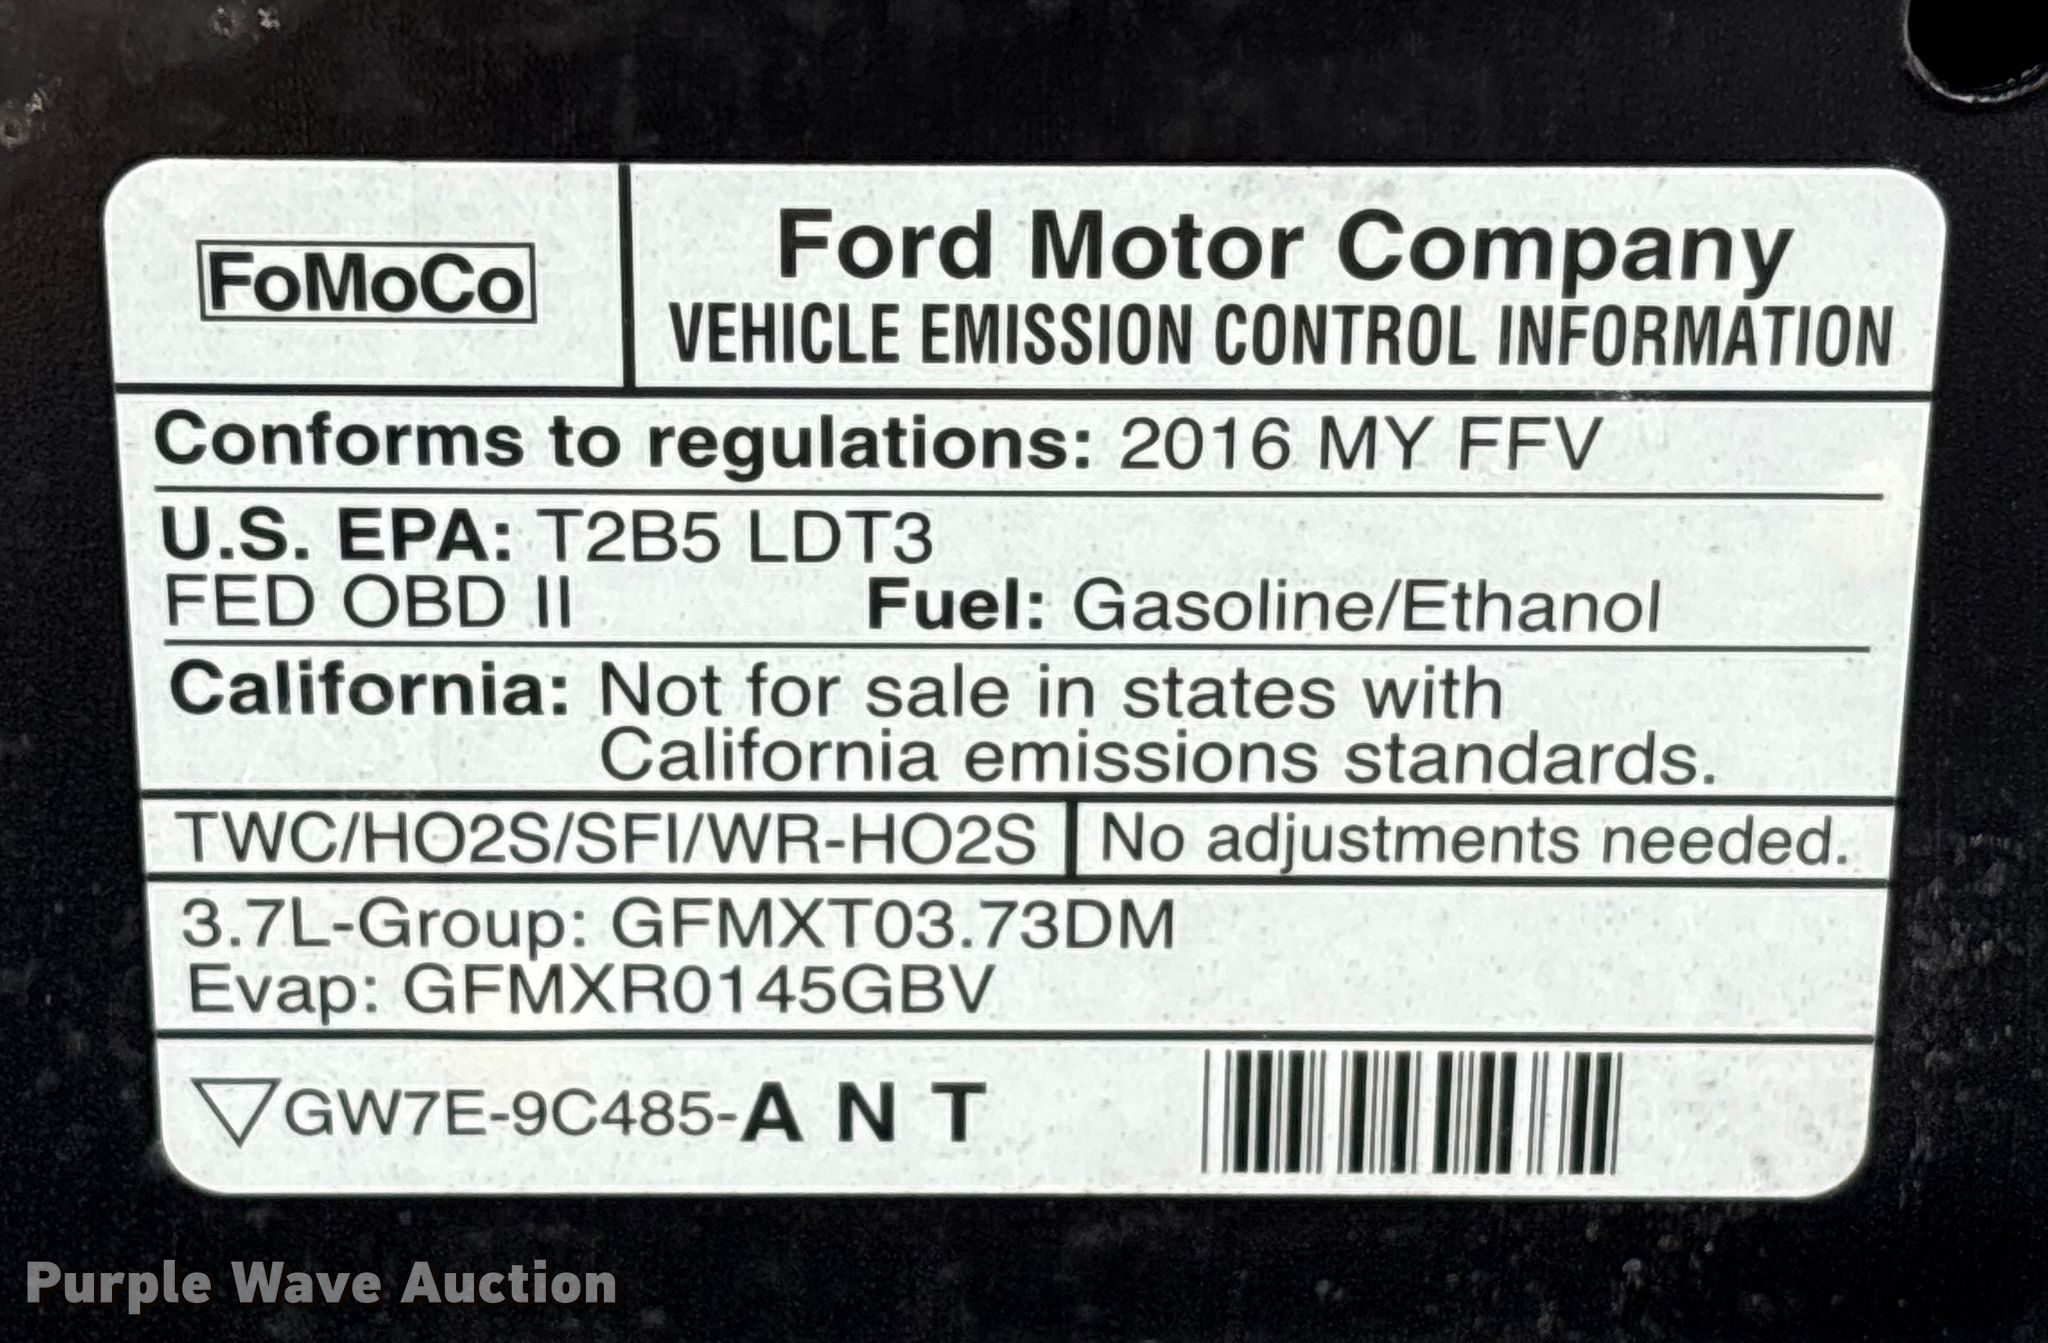 FoMoCo
Ford Motor Company
VEHICLE EMISSION CONTROL INFORMATION
Conforms to regulations: 2016 MY FFV
U.S. EPA: T2B5 LDT3
FED OBD II Fuel: Gasoline/Ethanol
California: Not for sale in states with
California emissions standards.
TWC/HO2S/SFI/WR-HO2S No adjustments needed.
3.7L-Group: GFMXT03.73DM
Evap: GFMXR0145GBV
GW7E-9C485-A N T
Purple Wave Auction